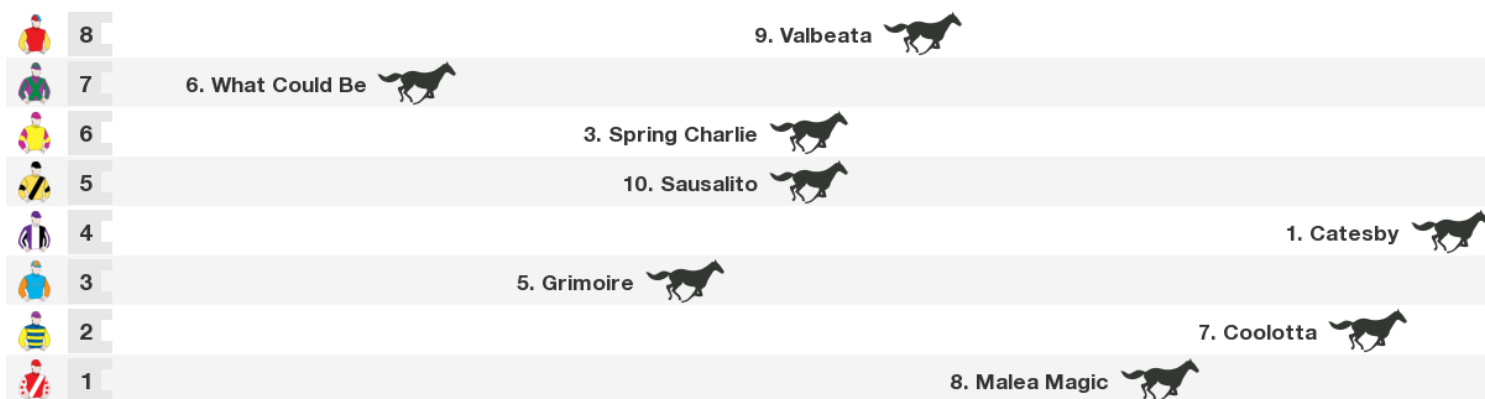 8 9. Valbeata
7 6. What Could Be
6 3. Spring Charlie
5 10. Sausalito
4 1. Catesby
3 5. Grimoire
2 7. Coolotta
1 8. Malea Magic